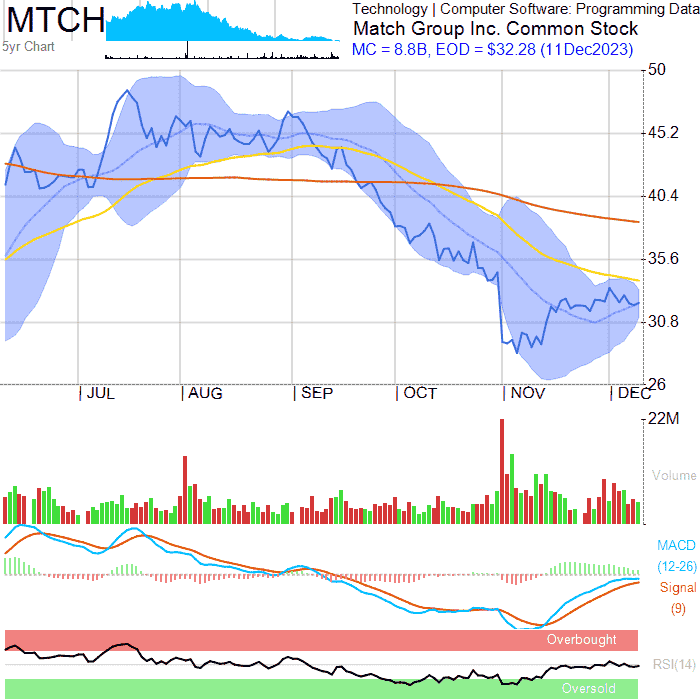 MTCH
5yr Chart
Technology | Computer Software: Programming Data
Match Group Inc. Common Stock
MC = 8.8B, EOD = $32.28 (11Dec2023)
50
45.2
40.4
35.6
30.8
26
JUL
AUG
SEP
OCT
NOV
DEC
22M
Volume
MACD
(12-26)
Signal
(9)
Overbought
RSI(14)
Oversold